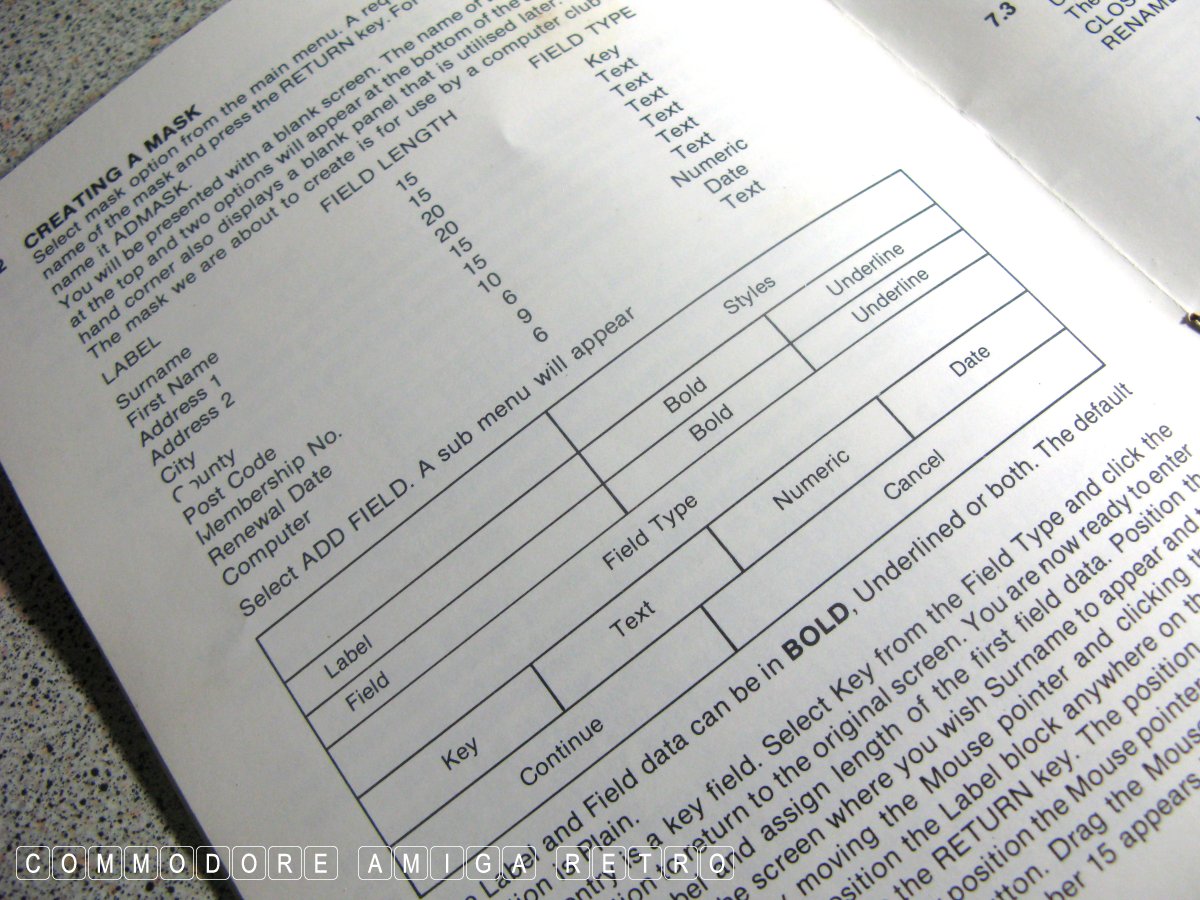 2 CREATING A MASK
Select mask option from the main menu. A
name of the mask and press the RETURN key. For
name it ADMASK.
You will be presented with a blank screen. The name of
at the top and two options will appear at the bottom of the
hand corner also displays a blank panel that is utilised later.
The mask we are about to create is for use by a computer club
LABEL
Surname
First Name
Address 1
Address 2
City
County
Post Code
Membership No.
Renewal Date
Computer
FIELD LENGTH
15
15
20
20
15
15
10
6
9
6
FIELD TYPE
Key
Text
Text
Text
Text
Numeric
Date
Text
Select ADD FIELD. A sub menu will appear
Styles
Label Bold Underline
Field Bold Underline
Field Type
Key Text Numeric Date
Continue Cancel
and Field data can be in BOLD, Underlined or both. The default
is Plain.
entry is a key field. Select Key from the Field Type and click the
return to the original screen. You are now ready to enter
and assign length of the first field data. Position
the screen where you wish Surname to appear and
moving the Mouse pointer and clicking
the Label block anywhere on
the RETURN key. The position
position the Mouse
Drag the
15 appears
7.3
The
CLOS
RENAME
COMMODORE AMIGA RETRO